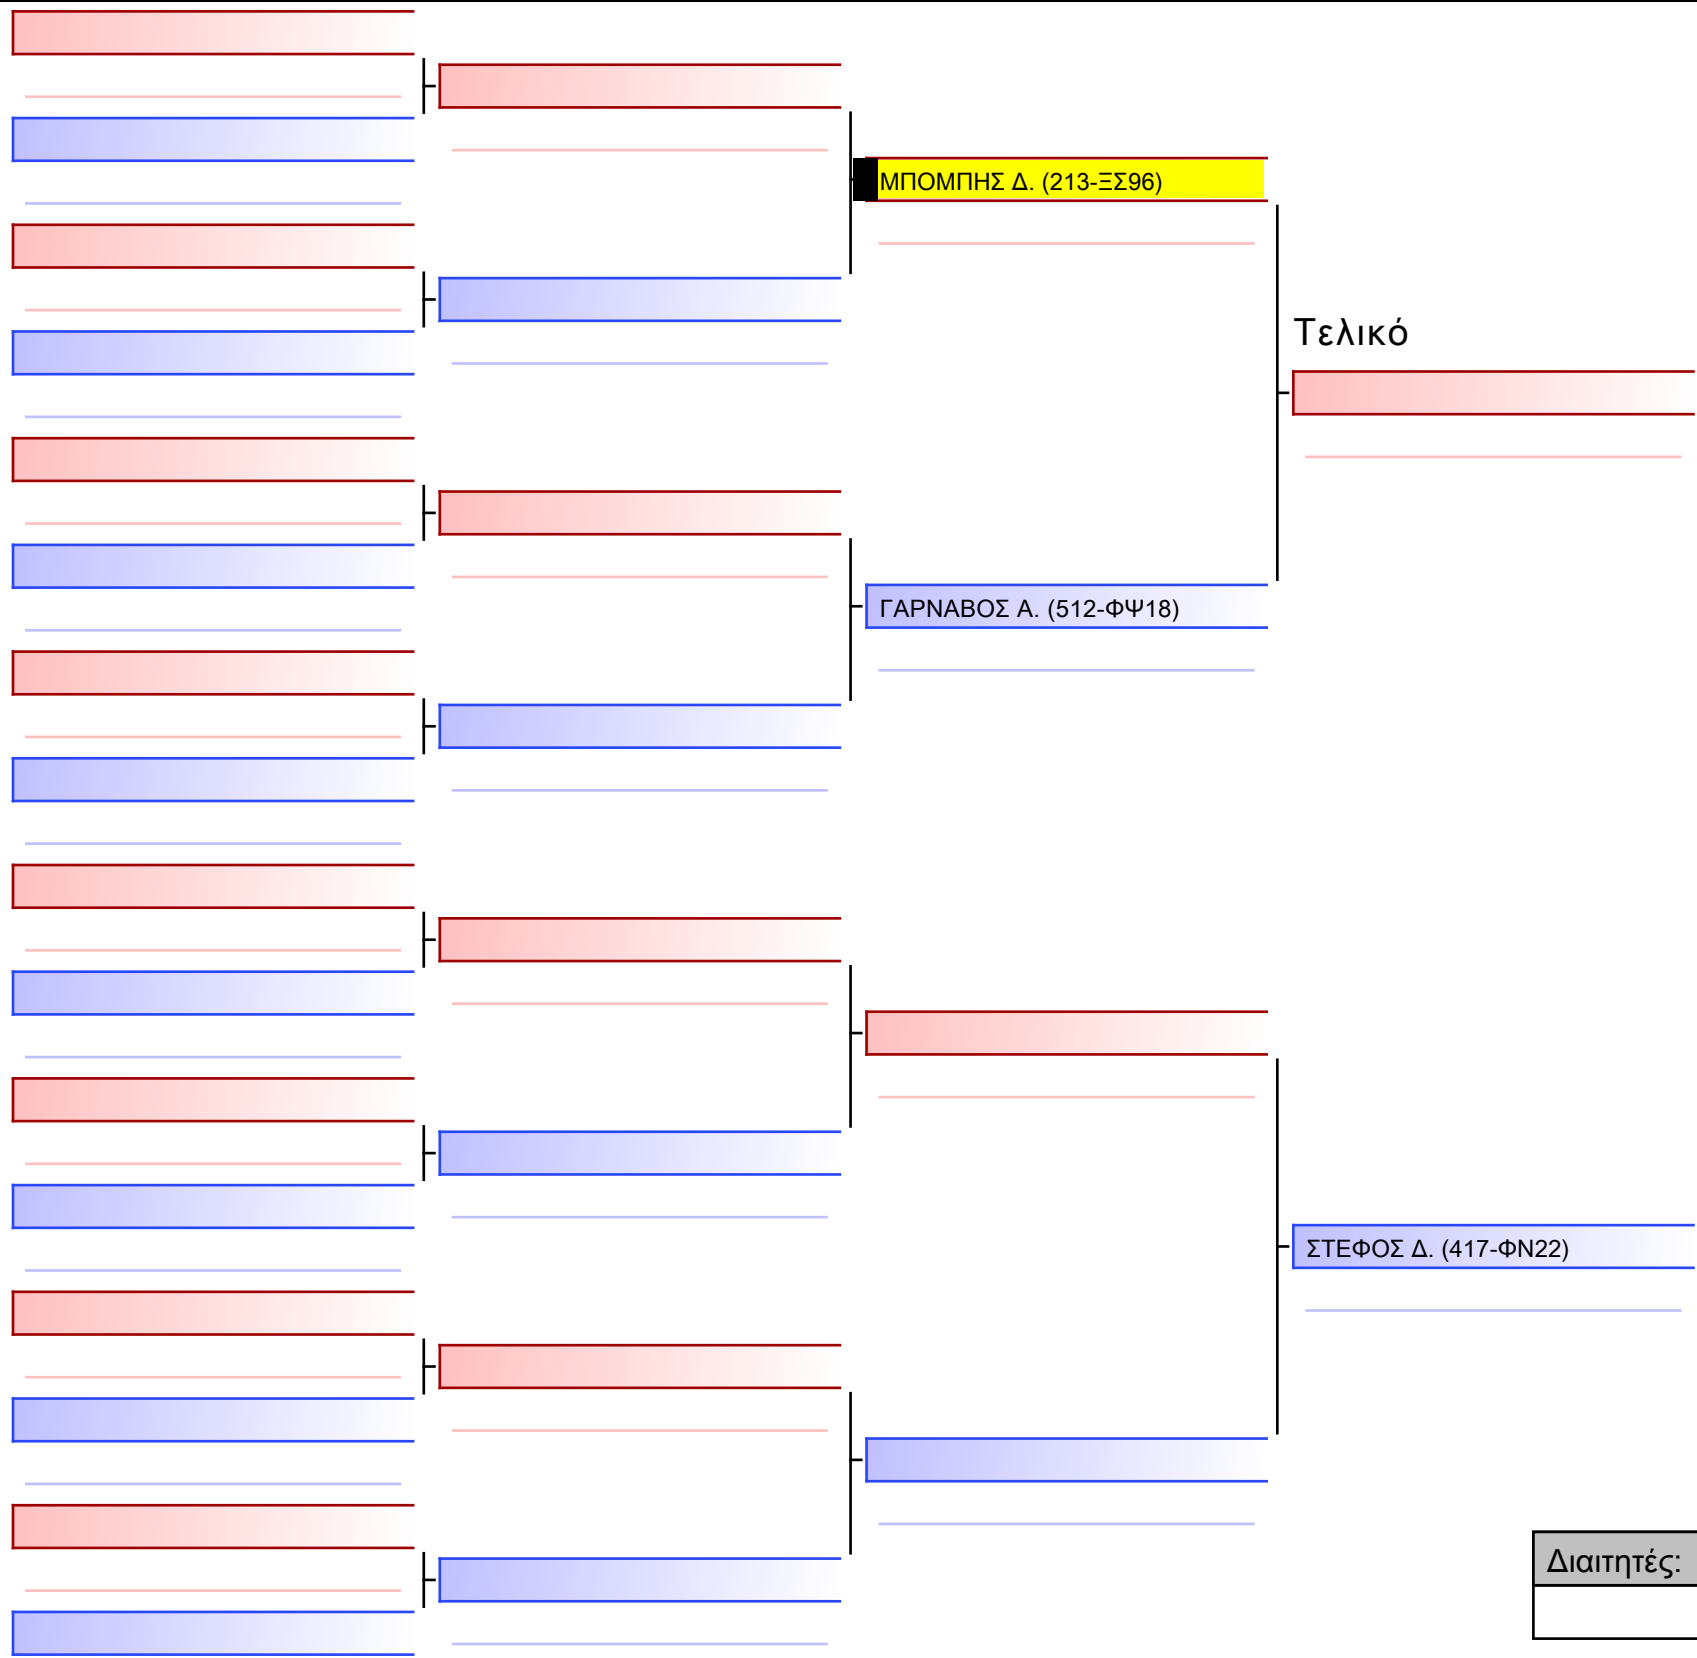 ΜΠΟΜΠΗΣ Δ. (213-ΞΣ96)
Τελικό
ΓΑΡΝΑΒΟΣ Α. (512-ΦΨ18)
ΣΤΕΦΟΣ Δ. (417-ΦΝ22)
Διαιτητές: